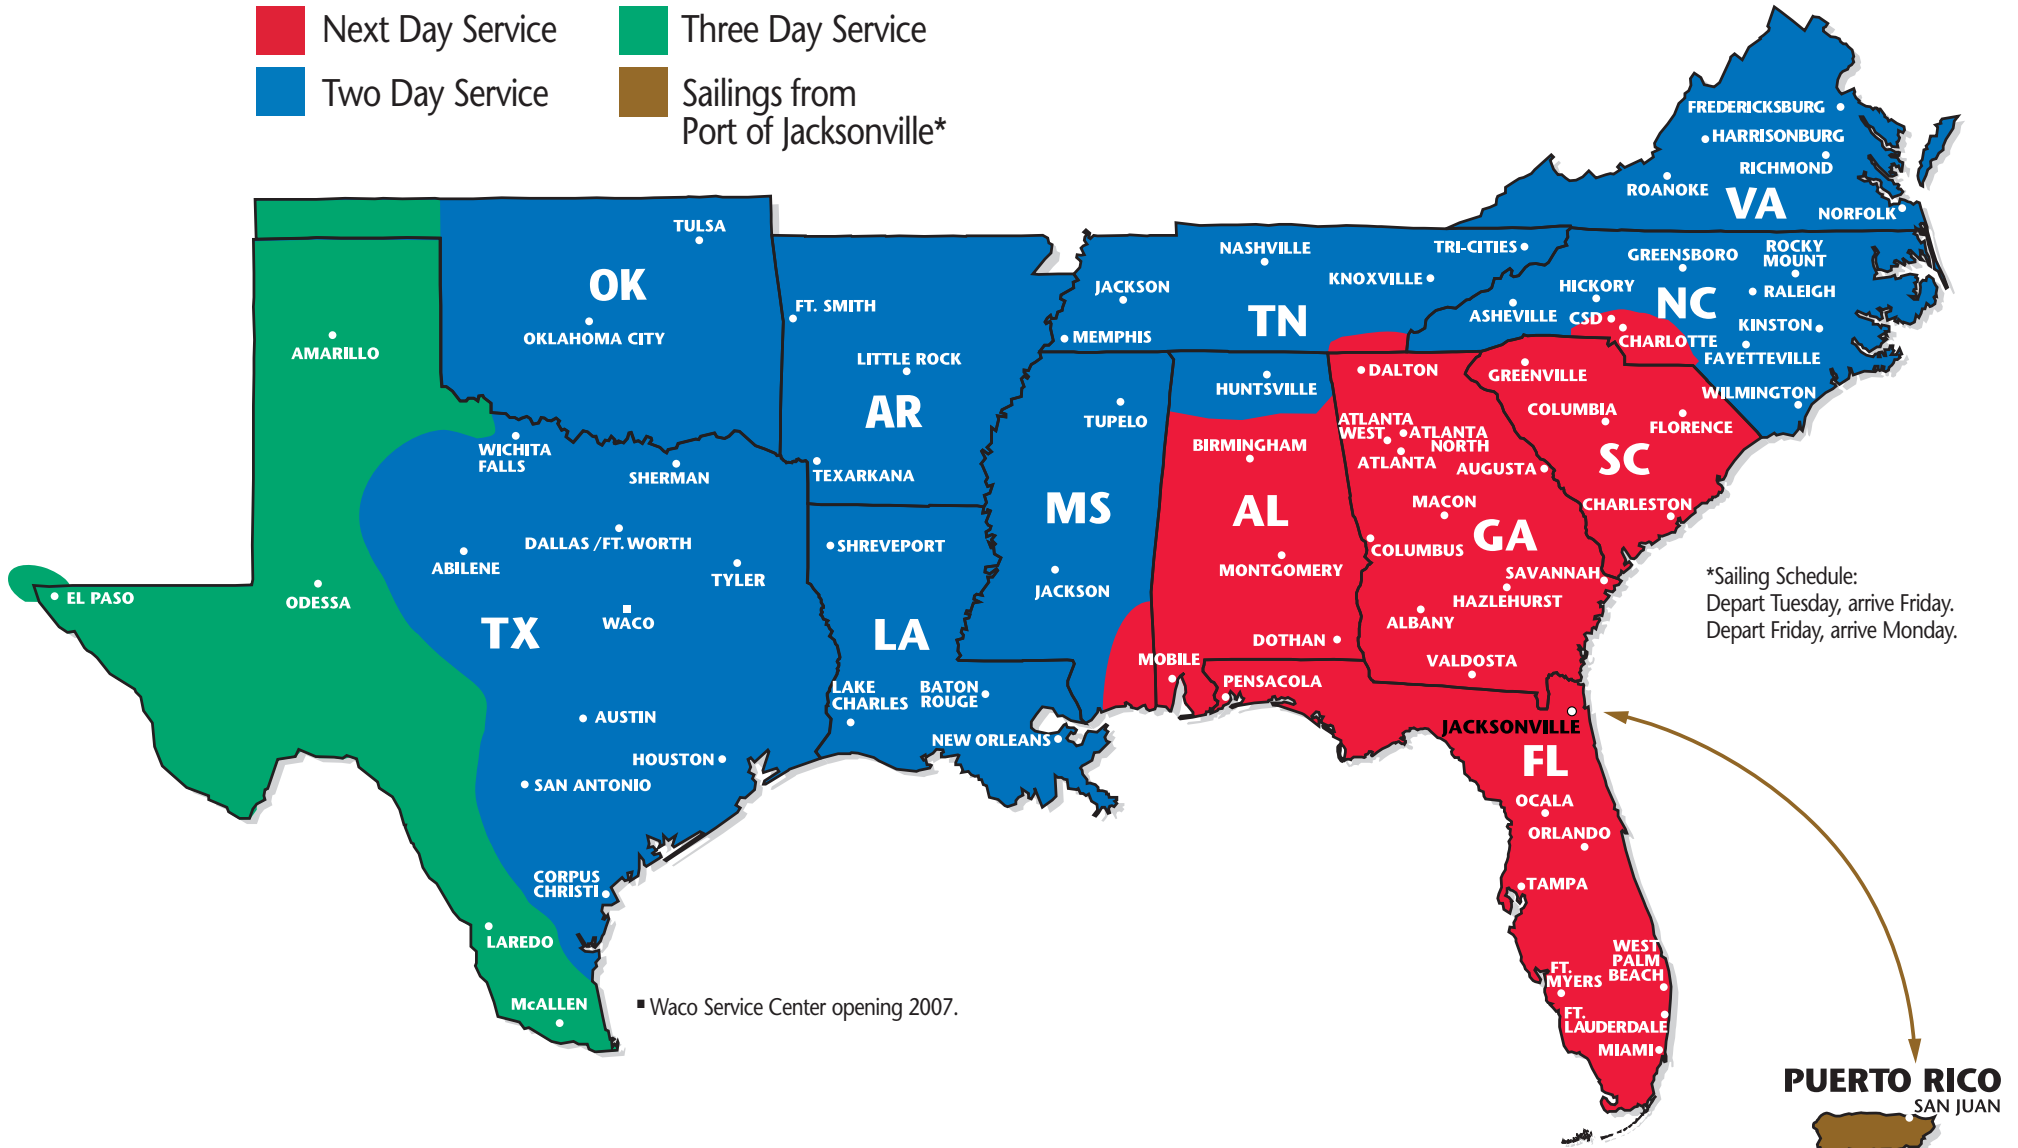 Next Day Service
Three Day Service
Two Day Service
Sailings from
Port of Jacksonville*
FREDERICKSBURG
HARRISONBURG
RICHMOND
ROANOKE
VA
NORFOLK
TULSA
OK
OKLAHOMA CITY
AMARILLO
FT. SMITH
LITTLE ROCK
AR
TEXARKANA
NASHVILLE
TRI-CITIES
KNOXVILLE
JACKSON
TN
MEMPHIS
GREENSBORO
ROCKY
MOUNT
HICKORY
NC
RALEIGH
ASHEVILLE
CSD
KINSTON
CHARLOTTE
FAYETTEVILLE
WILMINGTON
HUNTSVILLE
DALTON
GREENVILLE
TUPELO
COLUMBIA
FLORENCE
SC
CHARLESTON
ATLANTA
WEST
ATLANTA
NORTH
ATLANTA
AUGUSTA
BIRMINGHAM
MACON
MS
AL
GA
COLUMBUS
MONTGOMERY
JACKSON
SAVANNAH
HAZLEHURST
ALBANY
DOTHAN
VALDOSTA
MOBILE
PENSACOLA
WICHITA
FALLS
SHERMAN
DALLAS /FT. WORTH
ABILENE
TYLER
EL PASO
ODESSA
TX
WACO
SHREVEPORT
LA
LAKE
CHARLES
BATON
ROUGE
NEW ORLEANS
AUSTIN
HOUSTON
SAN ANTONIO
CORPUS
CHRISTI
LAREDO
McALLEN
*Sailing Schedule:
Depart Tuesday, arrive Friday.
Depart Friday, arrive Monday.
JACKSONVILLE
FL
OCALA
ORLANDO
TAMPA
WEST
PALM
BEACH
FT.
MYERS
FT.
LAUDERDALE
MIAMI
▪ Waco Service Center opening 2007.
PUERTO RICO
SAN JUAN